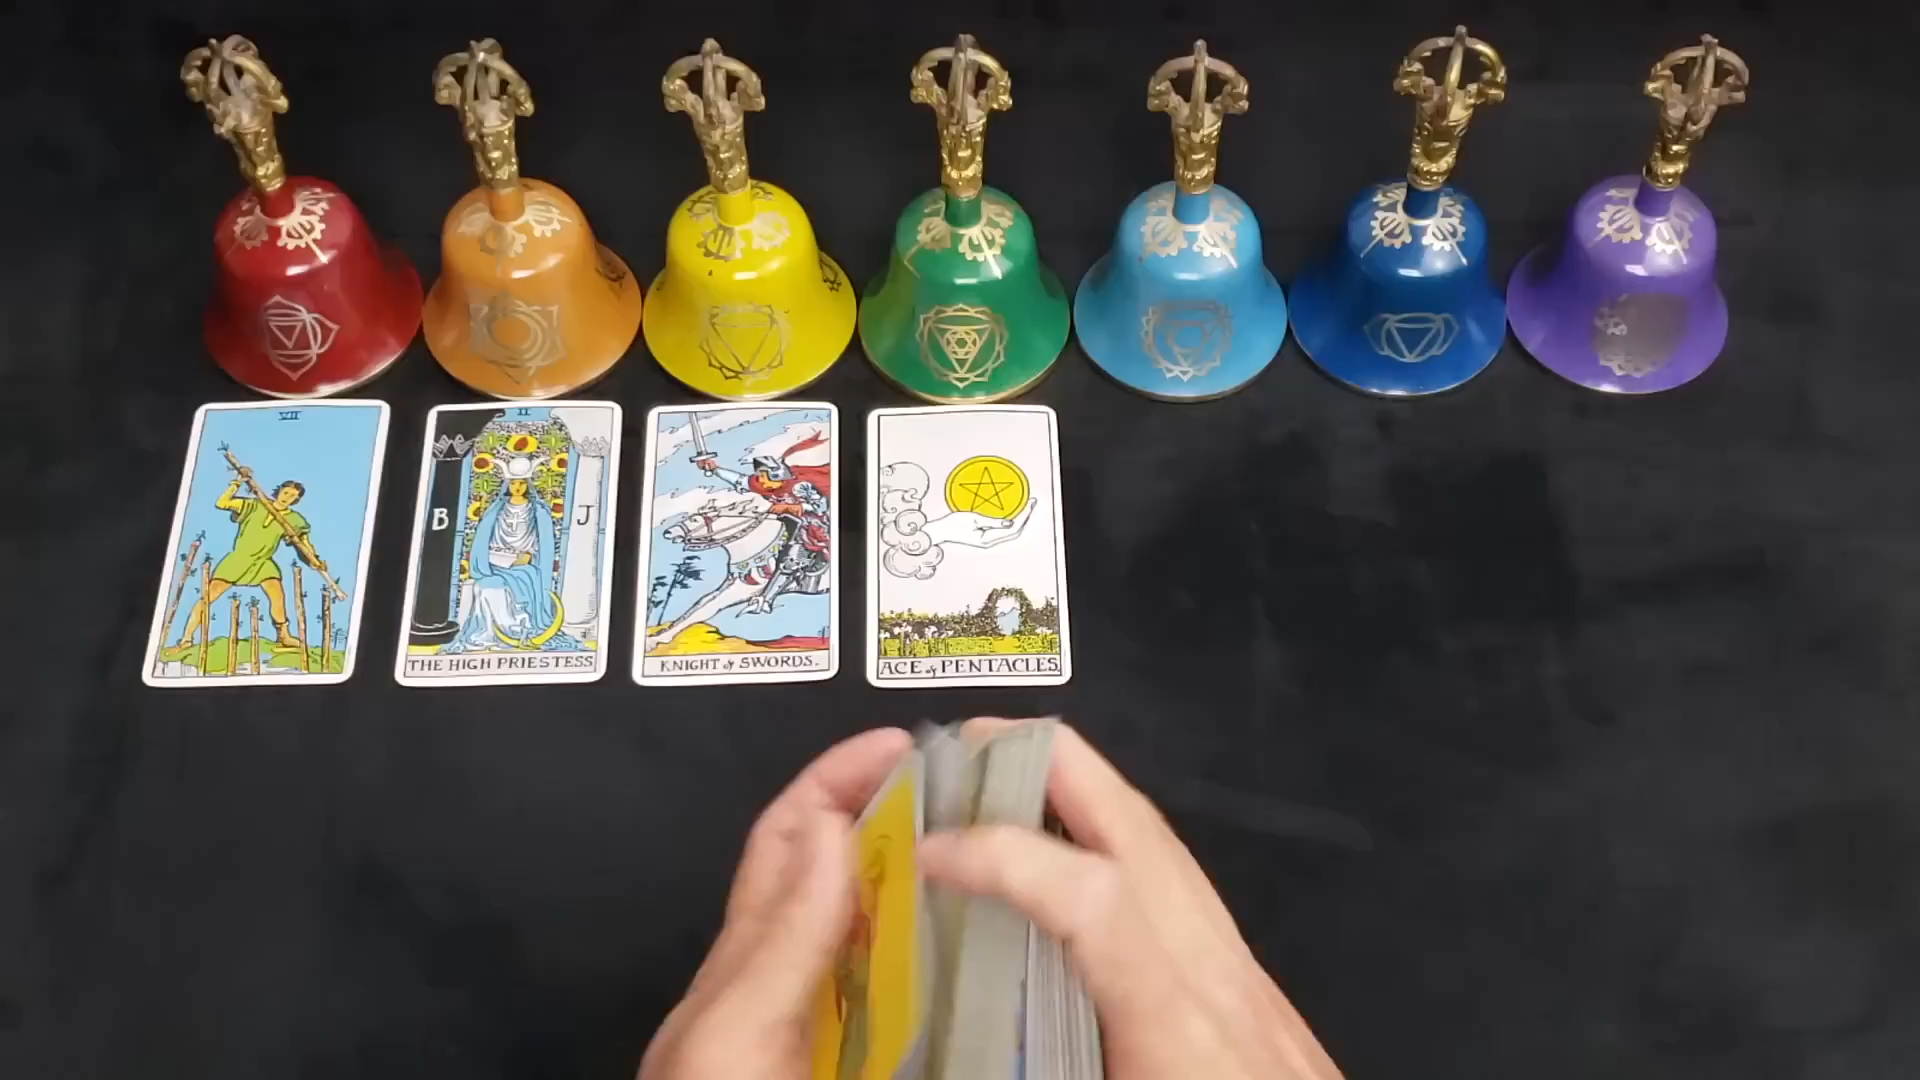 VII
II
B
J
THE HIGH PRIESTESS
KNIGHT of SWORDS.
ACE of PENTACLES.